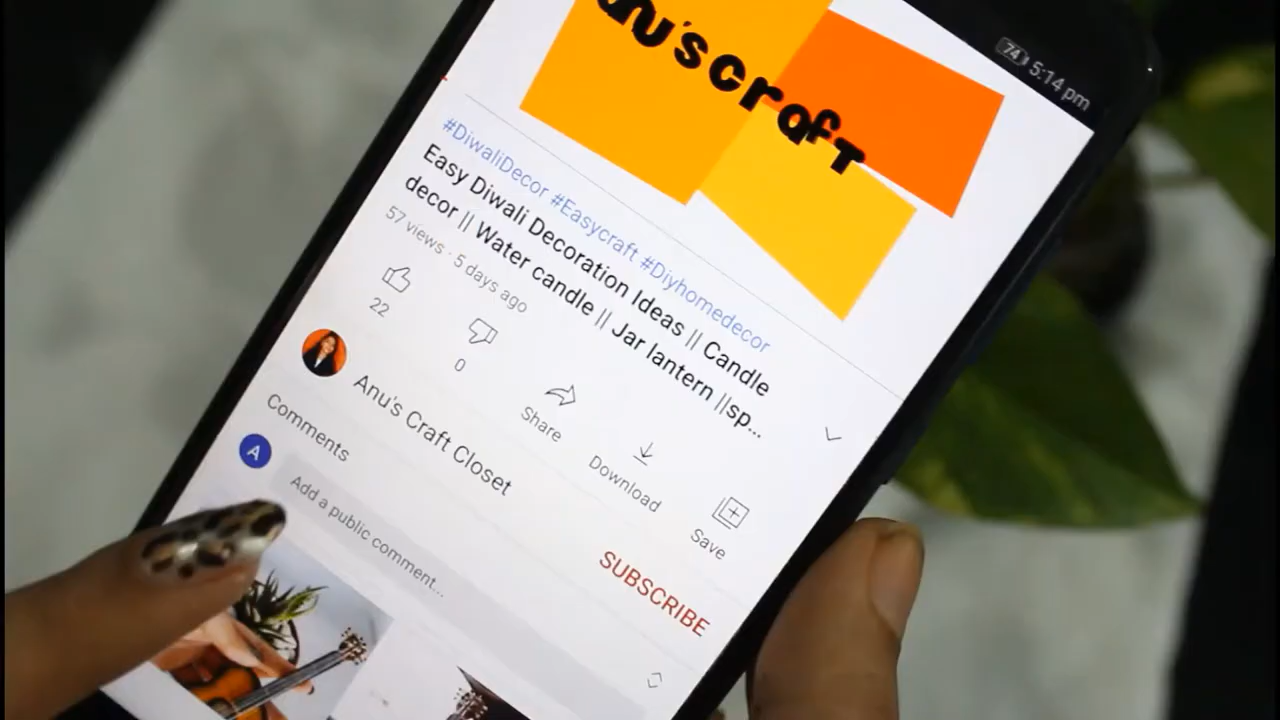 74 5:14 pm
Anu's craft
#DiwaliDecor #Easycraft #Diyhomedecor
Easy Diwali Decoration Ideas || Candle
decor || Water candle || Jar lantern ||sp...
57 views · 5 days ago
22
0
Share
Download
Save
Anu's Craft Closet
SUBSCRIBE
Comments
A
Add a public comment...